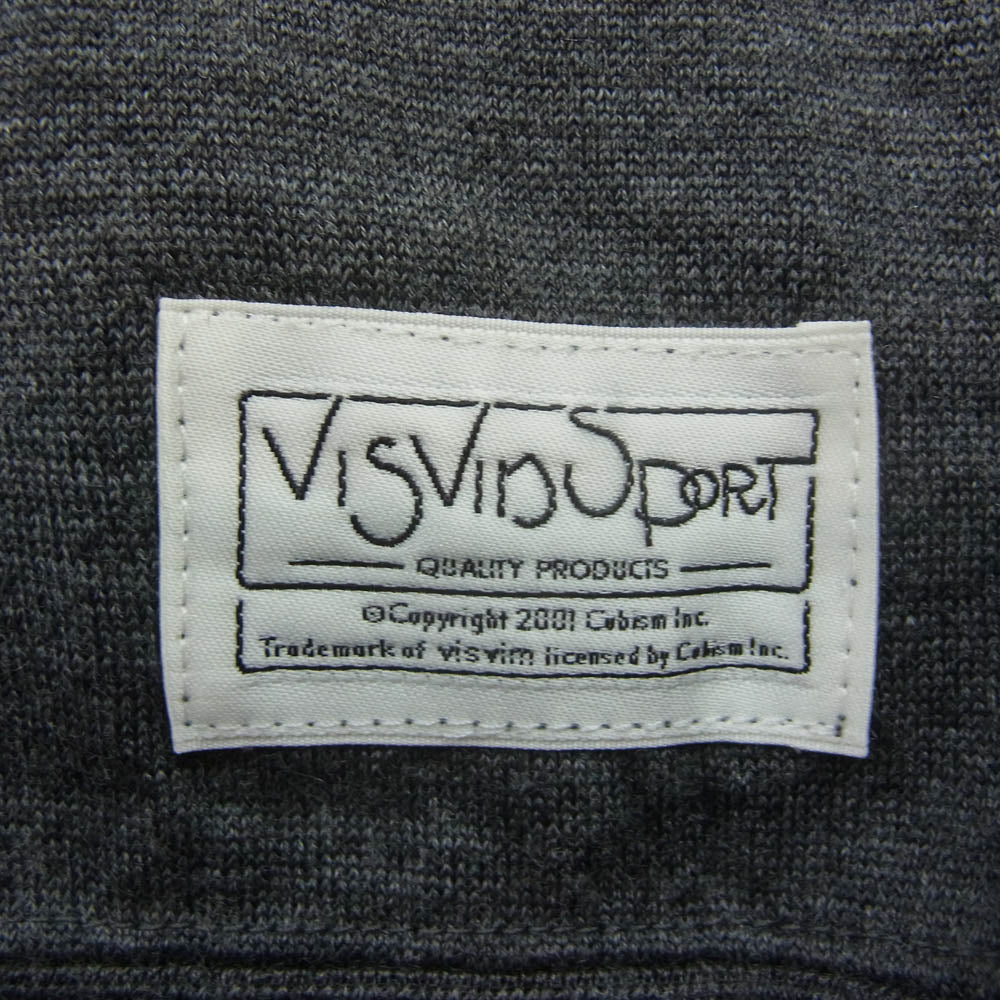 VISVIM SPORT
QUALITY PRODUCTS
©Copyright 2001 Cubism Inc.
Trademark of visvim licensed by Cubism Inc.